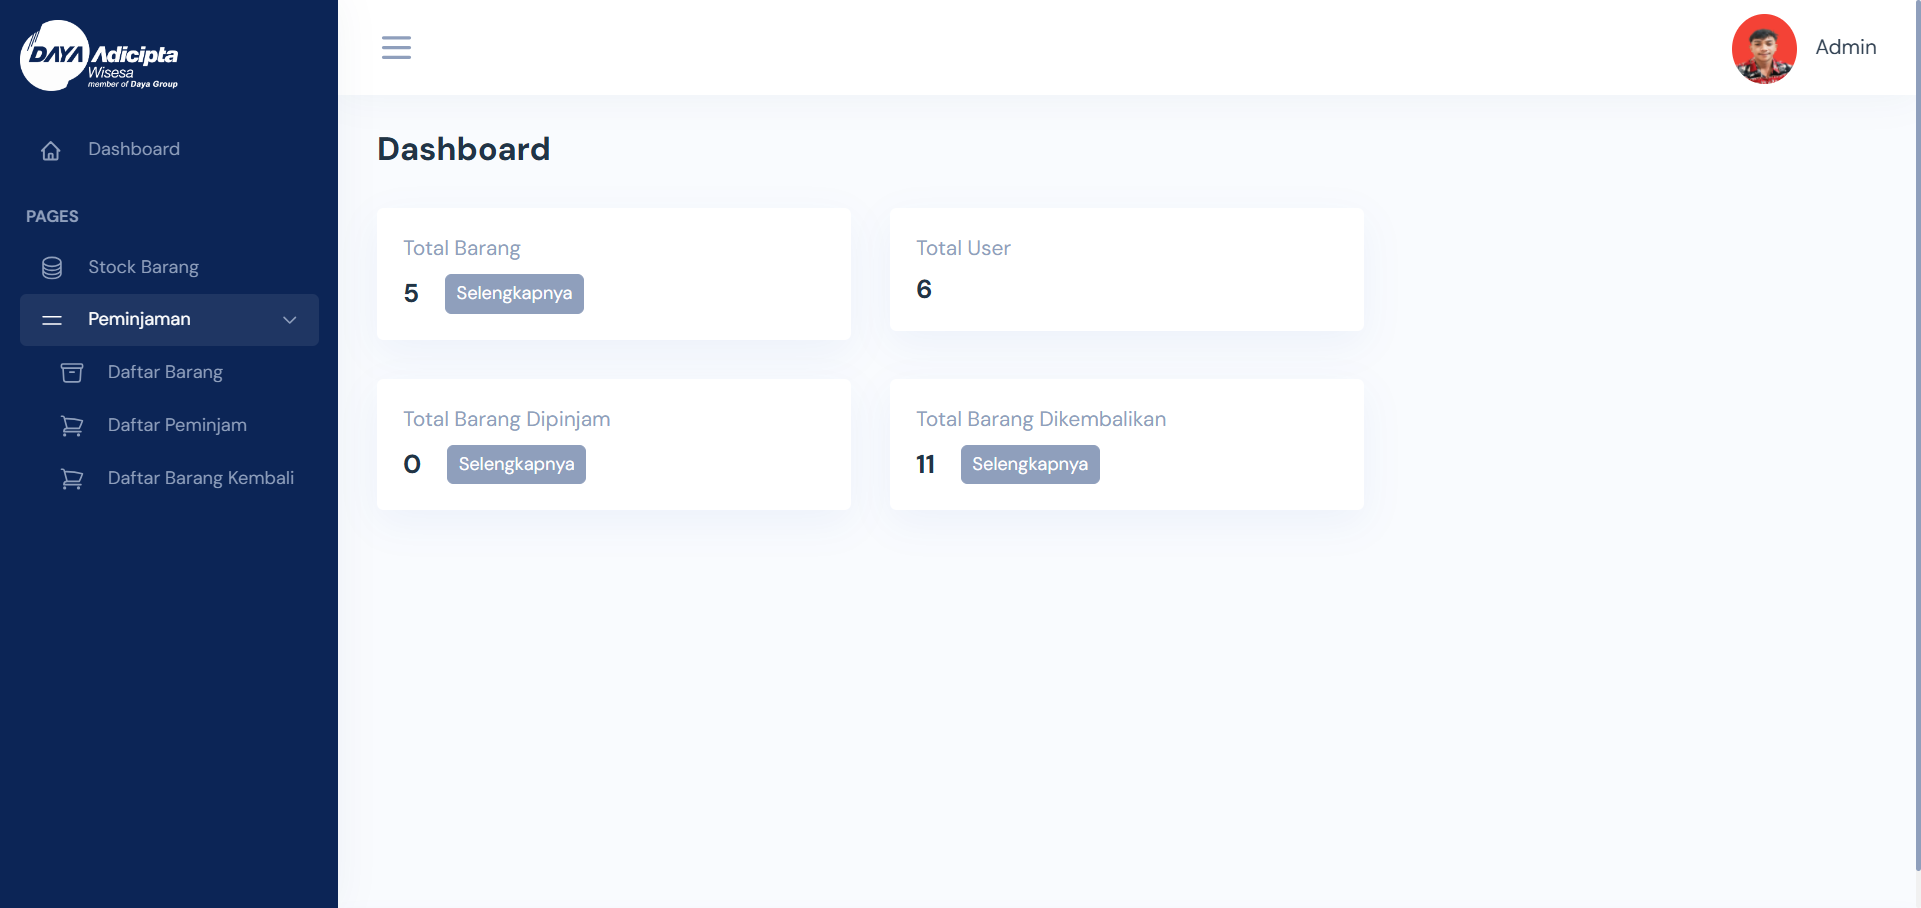 DAYA Adicipta
Wisesa
member of Daya Group
Dashboard
PAGES
Stock Barang
Peminjaman
Daftar Barang
Daftar Peminjam
Daftar Barang Kembali
Admin
Dashboard
Total Barang
5 Selengkapnya
Total User
6
Total Barang Dipinjam
0 Selengkapnya
Total Barang Dikembalikan
11 Selengkapnya